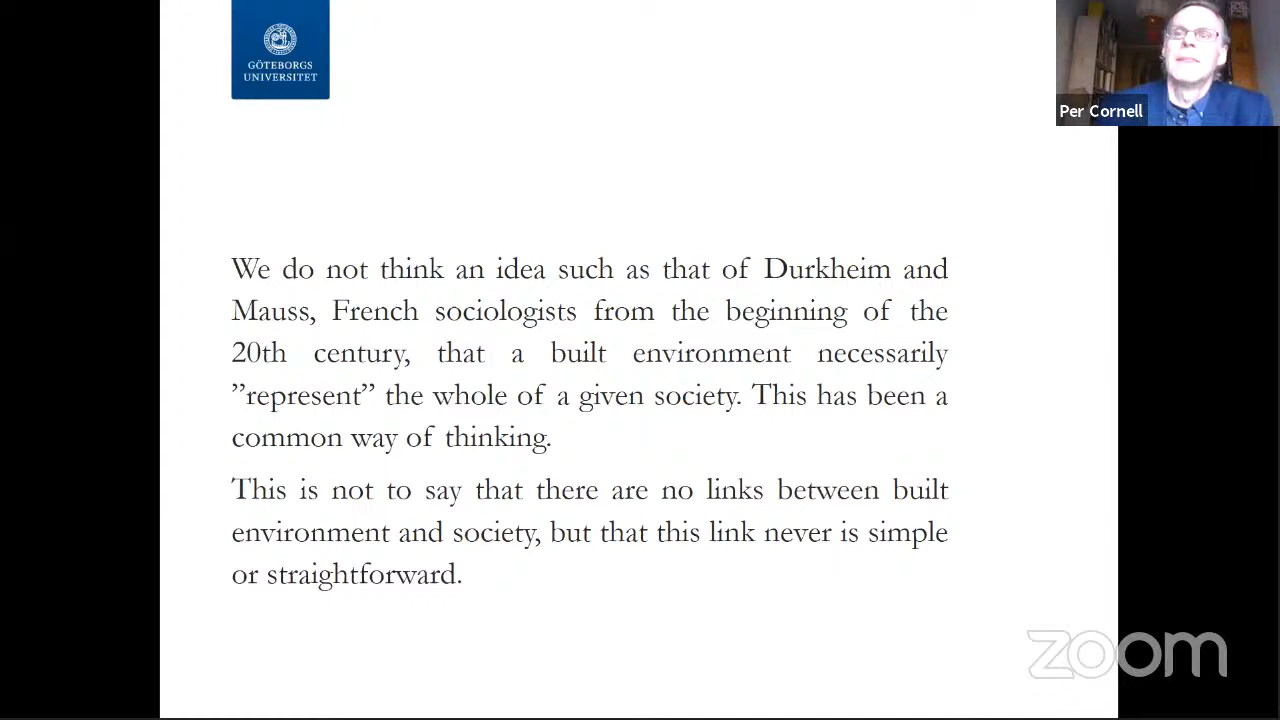 GÖTEBORGS
UNIVERSITET
Per Cornell
We do not think an idea such as that of Durkheim and
Mauss, French sociologists from the beginning of the
20th century, that a built environment necessarily
”represent” the whole of a given society. This has been a
common way of thinking.
This is not to say that there are no links between built
environment and society, but that this link never is simple
or straightforward.
zoom